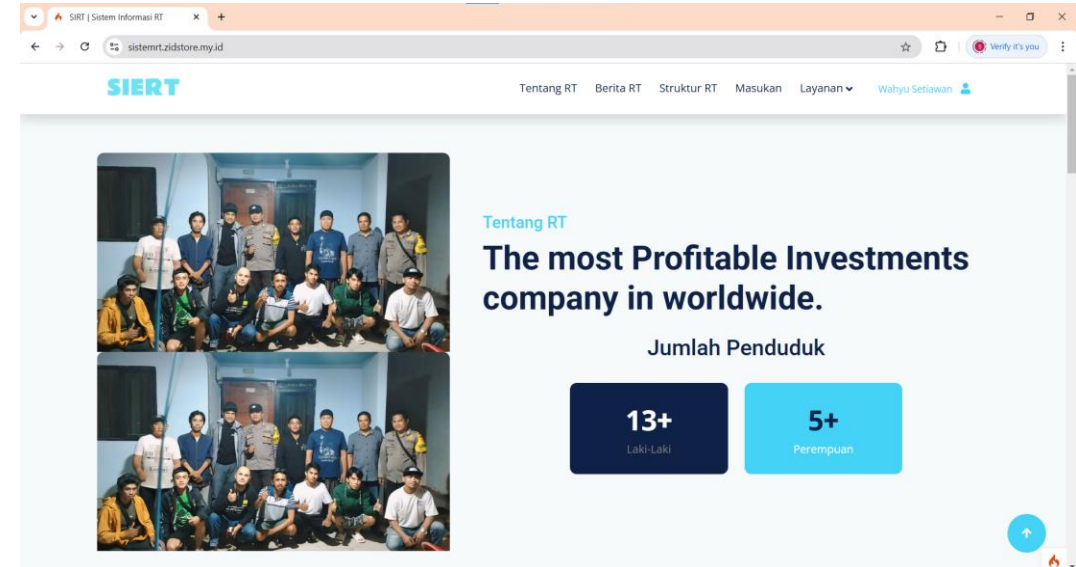 SIRT | Sistem Informasi RT
sistemrt.zidstore.my.id
Verify it's you
SIERT
Tentang RT Berita RT Struktur RT Masukan Layanan Wahyu Setiawan
Tentang RT
The most Profitable Investments
company in worldwide.
Jumlah Penduduk
13+ 5+
Laki-Laki Perempuan